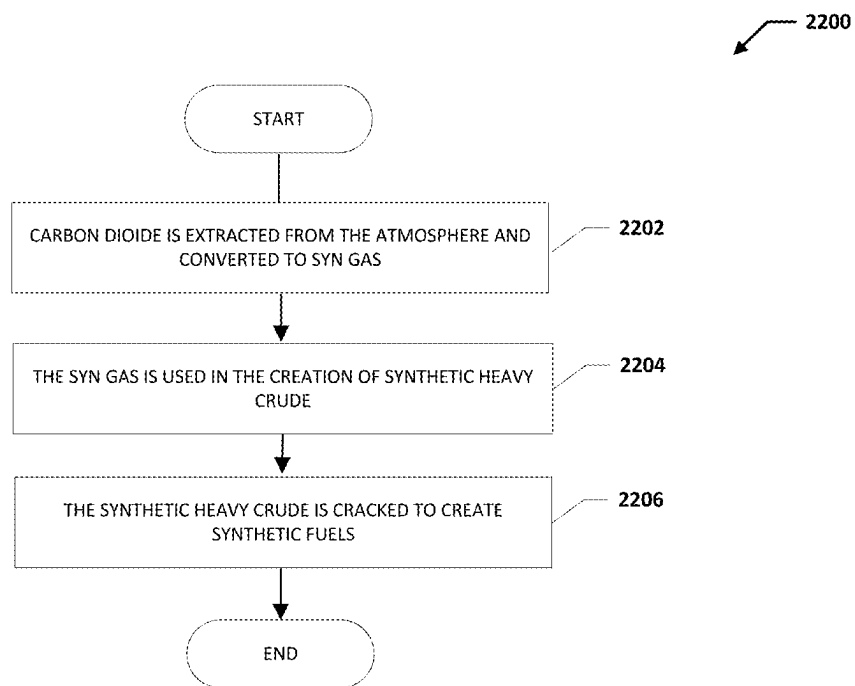 2200
START
CARBON DIOIDE IS EXTRACTED FROM THE ATMOSPHERE AND
CONVERTED TO SYN GAS
2202
THE SYN GAS IS USED IN THE CREATION OF SYNTHETIC HEAVY
CRUDE
2204
THE SYNTHETIC HEAVY CRUDE IS CRACKED TO CREATE
SYNTHETIC FUELS
2206
END